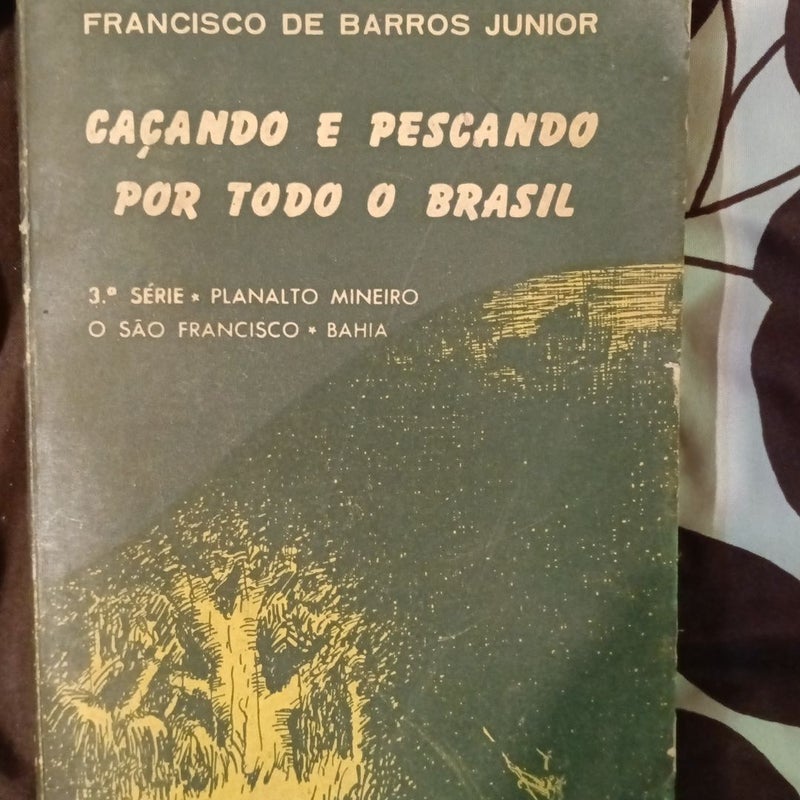 FRANCISCO DE BARROS JUNIOR
CAÇANDO E PESCANDO
POR TODO O BRASIL
3.ª SÉRIE * PLANALTO MINEIRO
O SÃO FRANCISCO * BAHIA